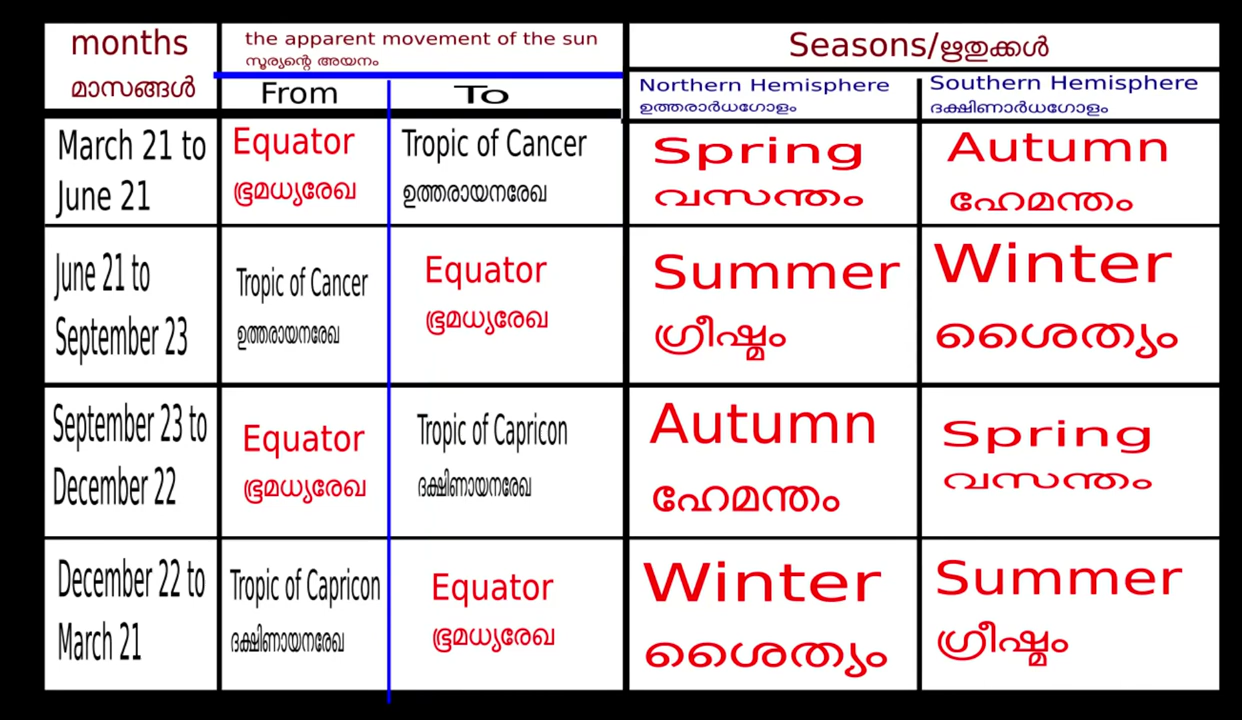 months
മാസങ്ങൾ
the apparent movement of the sun
സൂര്യന്റെ അയനം
From
To
Seasons/ഋതുക്കൾ
Northern Hemisphere
ഉത്തരാർധഗോളം
Southern Hemisphere
ദക്ഷിണാർധഗോളം
March 21 to
June 21
Equator
ഭൂമധ്യരേഖ
Tropic of Cancer
ഉത്തരായനരേഖ
Spring
വസന്തം
Autumn
ഹേമന്തം
June 21 to
September 23
Tropic of Cancer
ഉത്തരായനരേഖ
Equator
ഭൂമധ്യരേഖ
Summer
ഗ്രീഷ്മം
Winter
ശൈത്യം
September 23 to
December 22
Equator
ഭൂമധ്യരേഖ
Tropic of Capricon
ദക്ഷിണായനരേഖ
Autumn
ഹേമന്തം
Spring
വസന്തം
December 22 to
March 21
Tropic of Capricon
ദക്ഷിണായനരേഖ
Equator
ഭൂമധ്യരേഖ
Winter
ശൈത്യം
Summer
ഗ്രീഷ്മം